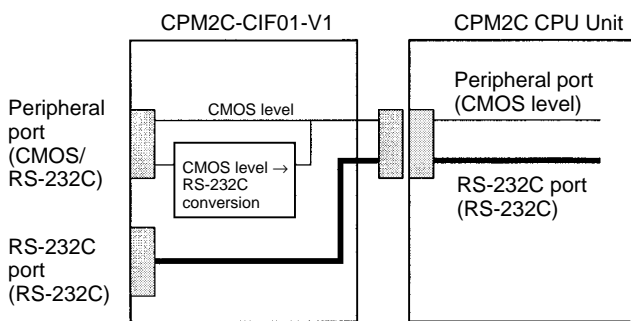 CPM2C-CIF01-V1
CPM2C CPU Unit
Peripheral
port
(CMOS/
RS-232C)
CMOS level
CMOS level →
RS-232C
conversion
RS-232C
port
(RS-232C)
Peripheral port
(CMOS level)
RS-232C port
(RS-232C)